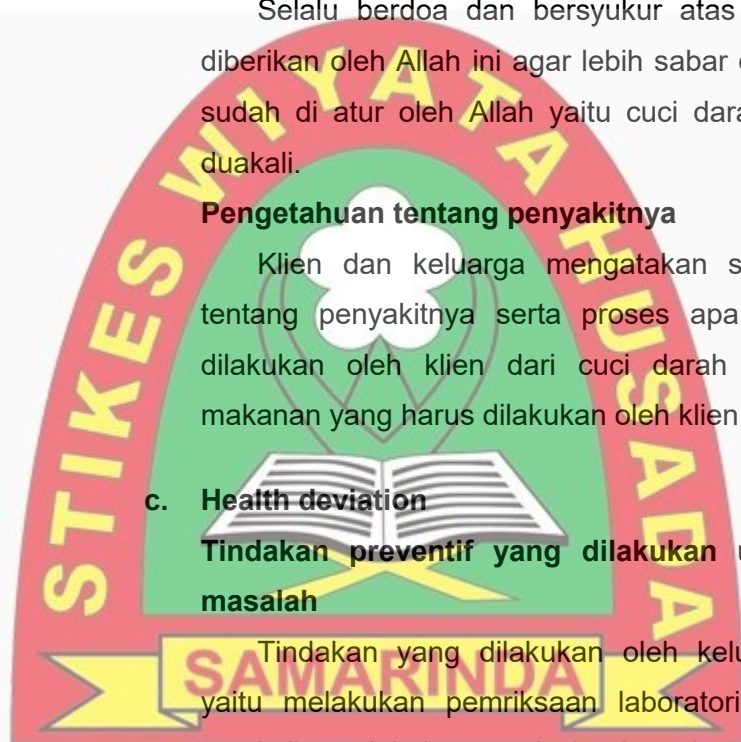 Selalu berdoa dan bersyukur atas
diberikan oleh Allah ini agar lebih sabar
sudah di atur oleh Allah yaitu cuci
duakali.
Pengetahuan tentang penyakitnya
Klien dan keluarga mengatakan
tentang penyakitnya serta proses apa
dilakukan oleh klien dari cuci darah
makanan yang harus dilakukan oleh klien
c. Health deviation
Tindakan preventif yang dilakukan
masalah
Tindakan yang dilakukan oleh
yaitu melakukan pemriksaan
STIKES WIYATA HUSADA
SAMARINDA